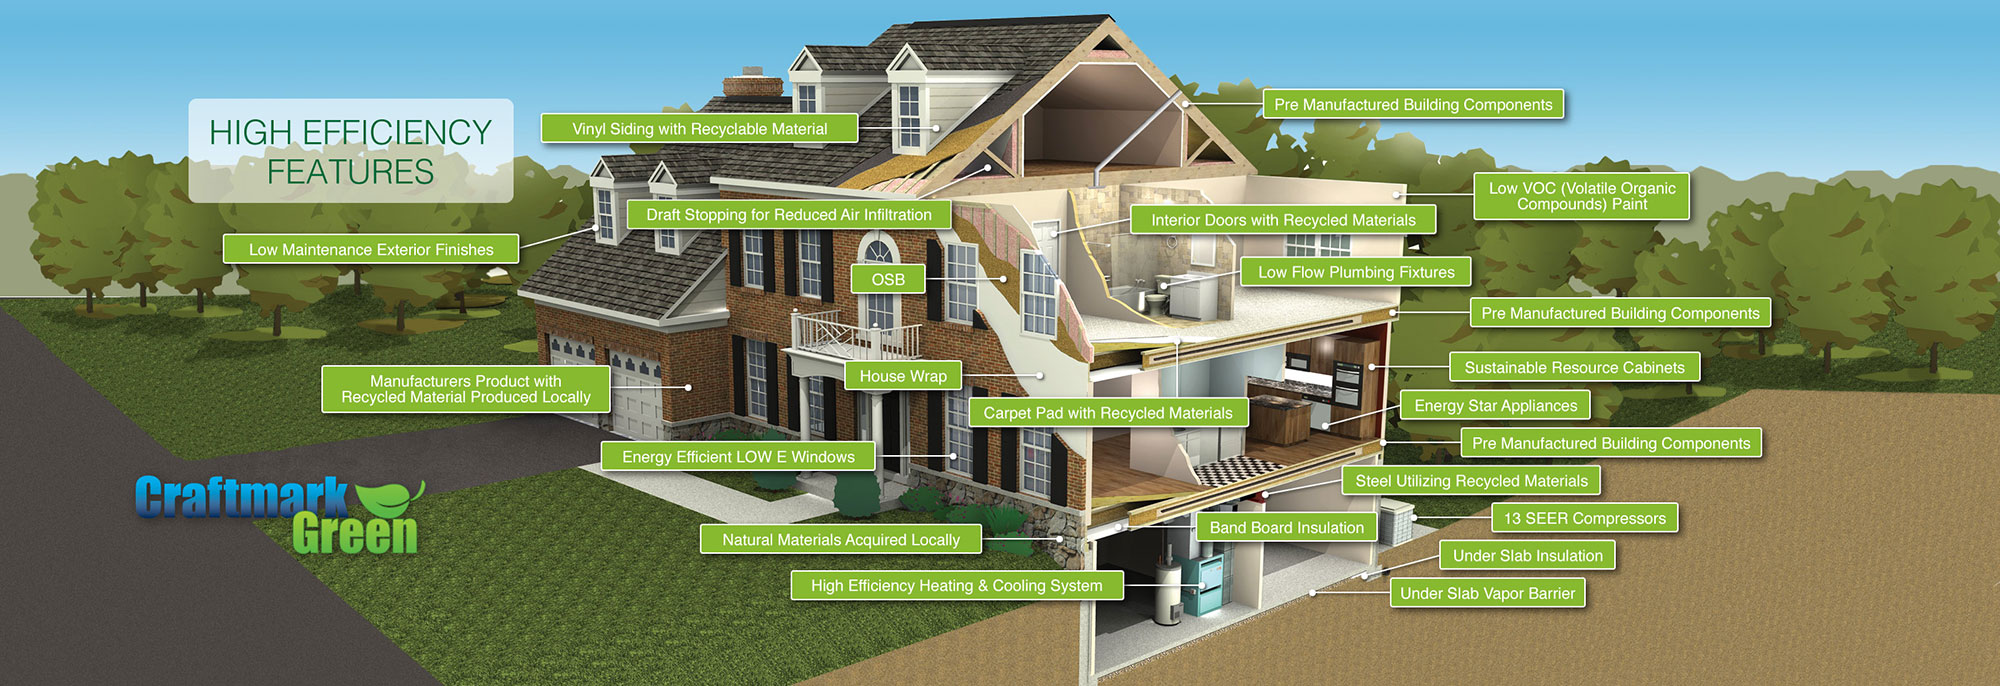 HIGH EFFICIENCY
FEATURES
Vinyl Siding with Recyclable Material
Pre Manufactured Building Components
Low VOC (Volatile Organic
Compounds) Paint
Draft Stopping for Reduced Air Infiltration
Interior Doors with Recycled Materials
Low Maintenance Exterior Finishes
OSB
Low Flow Plumbing Fixtures
Pre Manufactured Building Components
House Wrap
Sustainable Resource Cabinets
Manufacturers Product with
Recycled Material Produced Locally
Carpet Pad with Recycled Materials
Energy Star Appliances
Energy Efficient LOW E Windows
Pre Manufactured Building Components
Steel Utilizing Recycled Materials
Craftmark
Green
Natural Materials Acquired Locally
Band Board Insulation
13 SEER Compressors
Under Slab Insulation
High Efficiency Heating & Cooling System
Under Slab Vapor Barrier